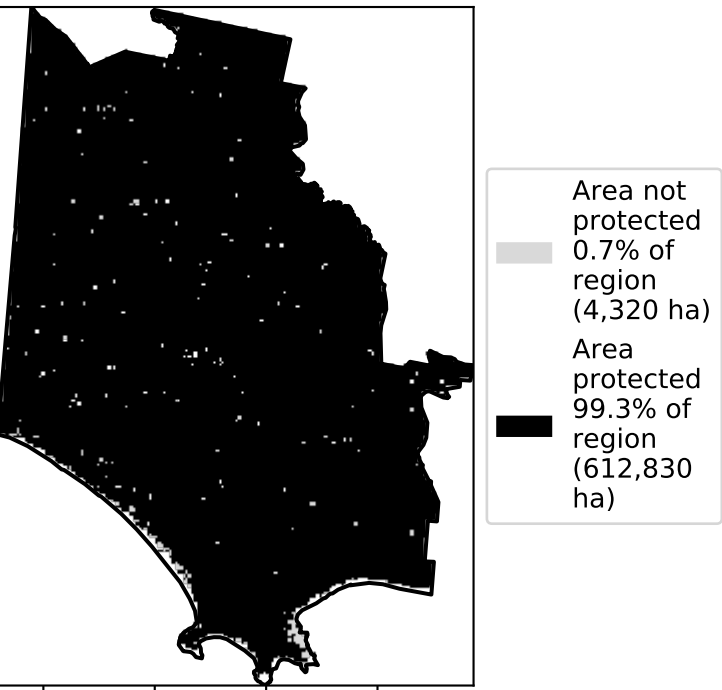 Area not
protected
0.7% of
region
(4,320 ha)
Area
protected
99.3% of
region
(612,830
ha)